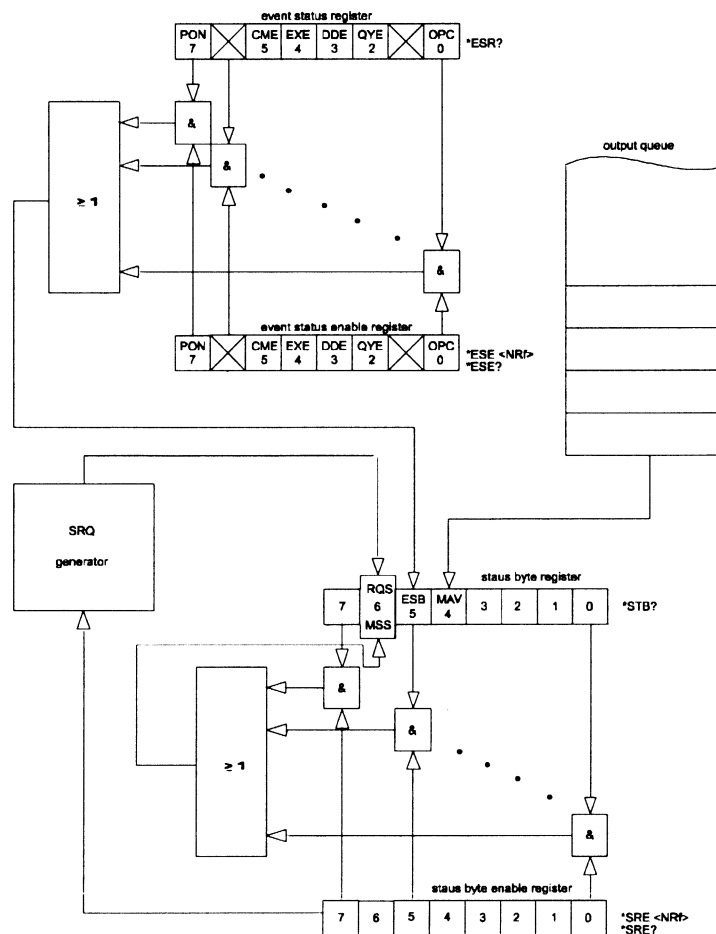 event status register
PON CME EXE DDE QYE OPC
7 5 4 3 2 0
*ESR?
&
&
≥ 1
&
output queue
event status enable register
PON CME EXE DDE QYE OPC
7 5 4 3 2 0
*ESE <NRf>
*ESE?
SRQ
generator
staus byte register
RQS ESB MAV
7 6 5 4 3 2 1 0
MSS
*STB?
&
&
≥ 1
&
staus byte enable register
7 6 5 4 3 2 1 0
*SRE <NRf>
*SRE?